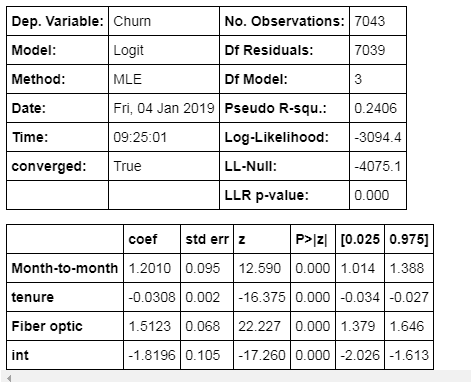 Dep. Variable: Churn No. Observations: 7043
Model: Logit Df Residuals: 7039
Method: MLE Df Model: 3
Date: Fri, 04 Jan 2019 Pseudo R-squ.: 0.2406
Time: 09:25:01 Log-Likelihood: -3094.4
converged: True LL-Null: -4075.1
LLR p-value: 0.000
coef std err z P>|z| [0.025 0.975]
Month-to-month 1.2010 0.095 12.590 0.000 1.014 1.388
tenure -0.0308 0.002 -16.375 0.000 -0.034 -0.027
Fiber optic 1.5123 0.068 22.227 0.000 1.379 1.646
int -1.8196 0.105 -17.260 0.000 -2.026 -1.613